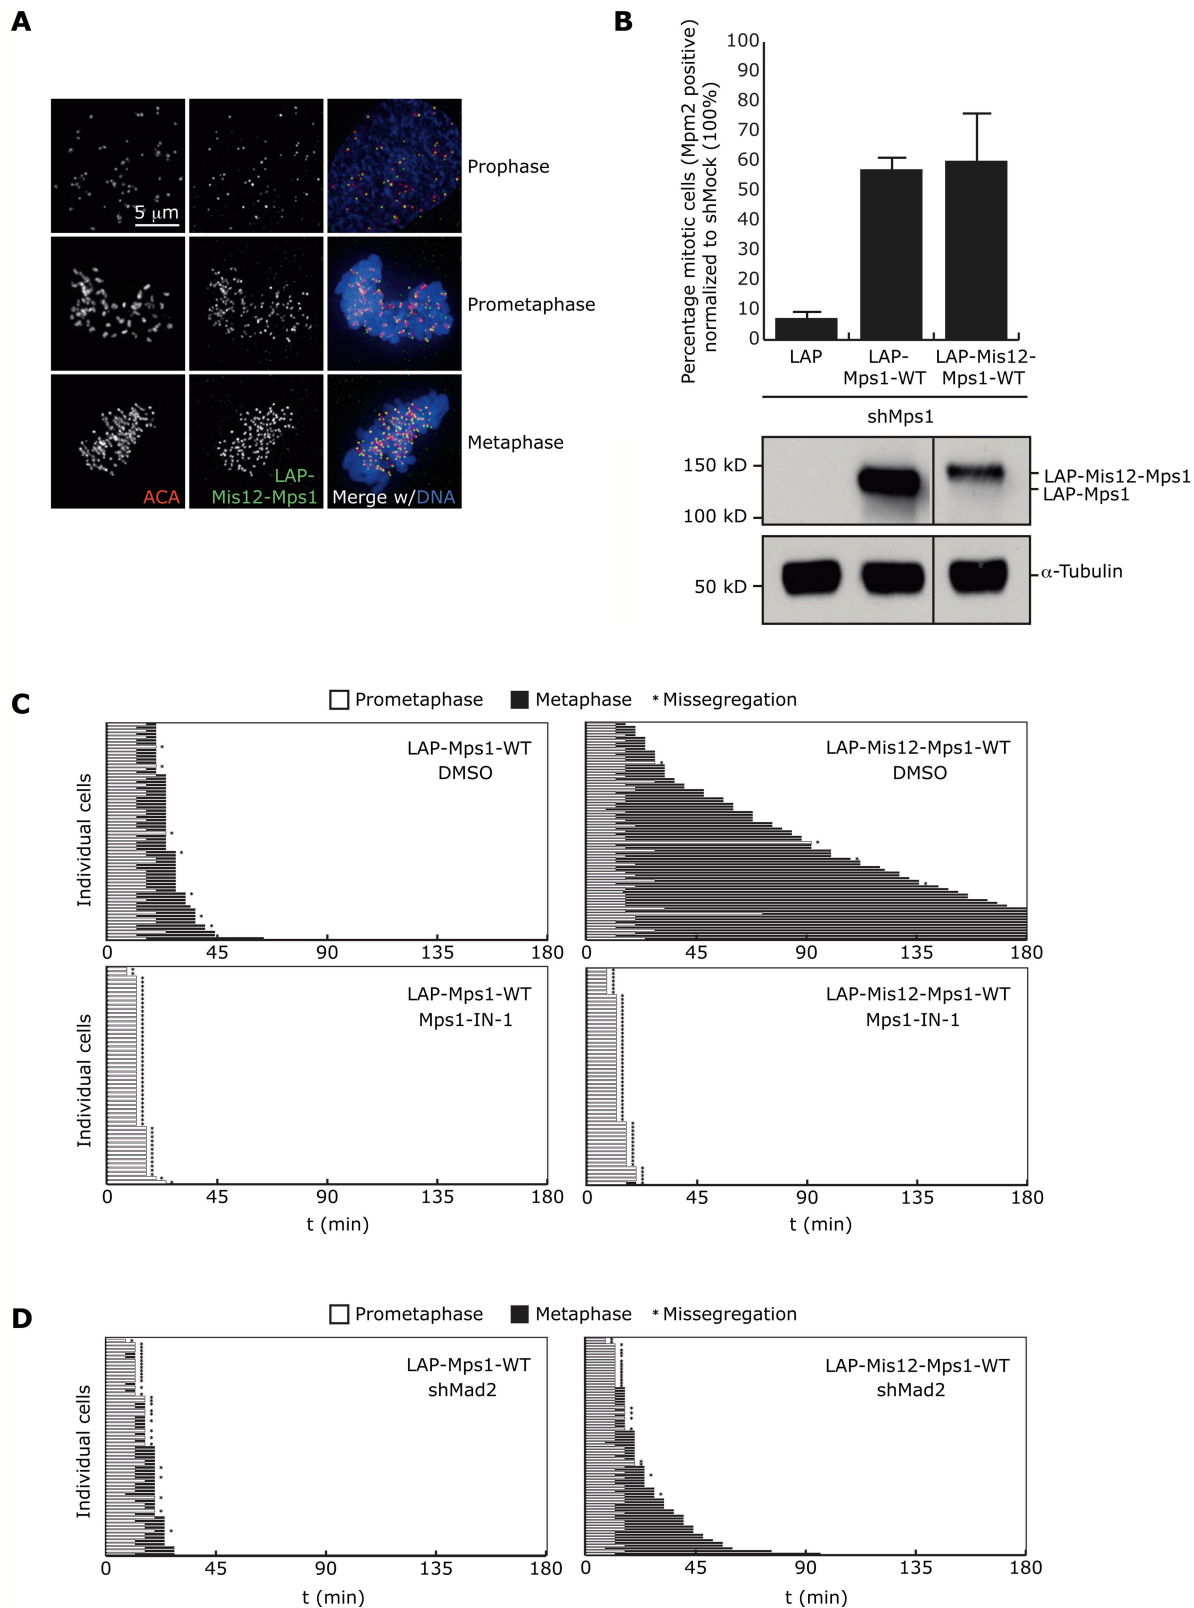 A
5 μm
Prophase
Prometaphase
Metaphase
ACA
LAP-
Mis12-Mps1
Merge w/DNA
B
Percentage mitotic cells (Mpm2 positive)
normalized to shMock (100%)
100
90
80
70
60
50
40
30
20
10
0
LAP
LAP-
Mps1-WT
LAP-Mis12-
Mps1-WT
shMps1
150 kD
100 kD
LAP-Mis12-Mps1
LAP-Mps1
50 kD
α-Tubulin
C
Prometaphase Metaphase * Missegregation
Individual cells
LAP-Mps1-WT
DMSO
0 45 90 135 180
LAP-Mis12-Mps1-WT
DMSO
0 45 90 135 180
Individual cells
LAP-Mps1-WT
Mps1-IN-1
0 45 90 135 180
t (min)
LAP-Mis12-Mps1-WT
Mps1-IN-1
0 45 90 135 180
t (min)
D
Prometaphase Metaphase * Missegregation
Individual cells
LAP-Mps1-WT
shMad2
0 45 90 135 180
t (min)
LAP-Mis12-Mps1-WT
shMad2
0 45 90 135 180
t (min)